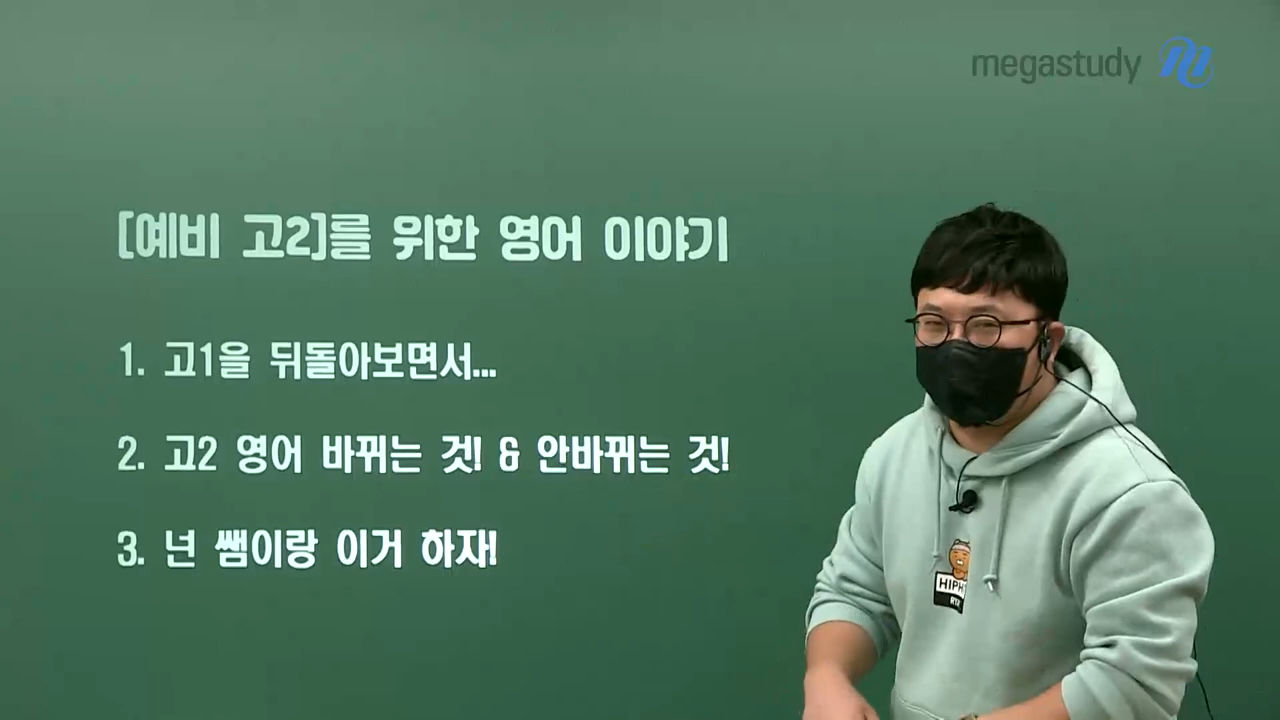 megastudy
[예비 고2]를 위한 영어 이야기
1. 고1을 뒤돌아보면서...
2. 고2 영어 바뀌는 것! & 안바뀌는 것!
3. 넌 쌤이랑 이거 하자!
HIPH